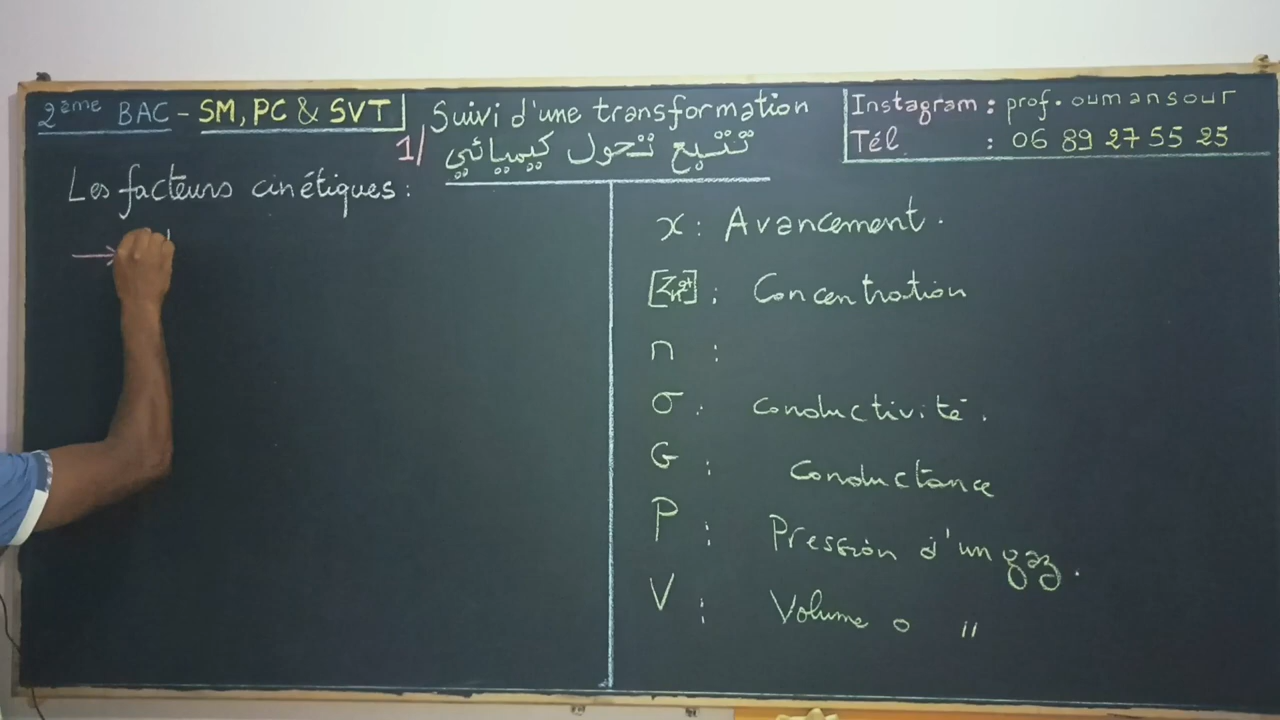 2ème BAC - SM, PC & SVT
Suivi d'une transformation
1/ تتبع تحول كيميائي
Instagram : prof.oumansour
Tél : 06 89 27 55 25
Les facteurs cinétiques :
→
x : Avancement.
[Zn²⁺] : Concentration
n :
σ : conductivité.
G : Conductance
P : Pression d'un gaz.
V : Volume o "